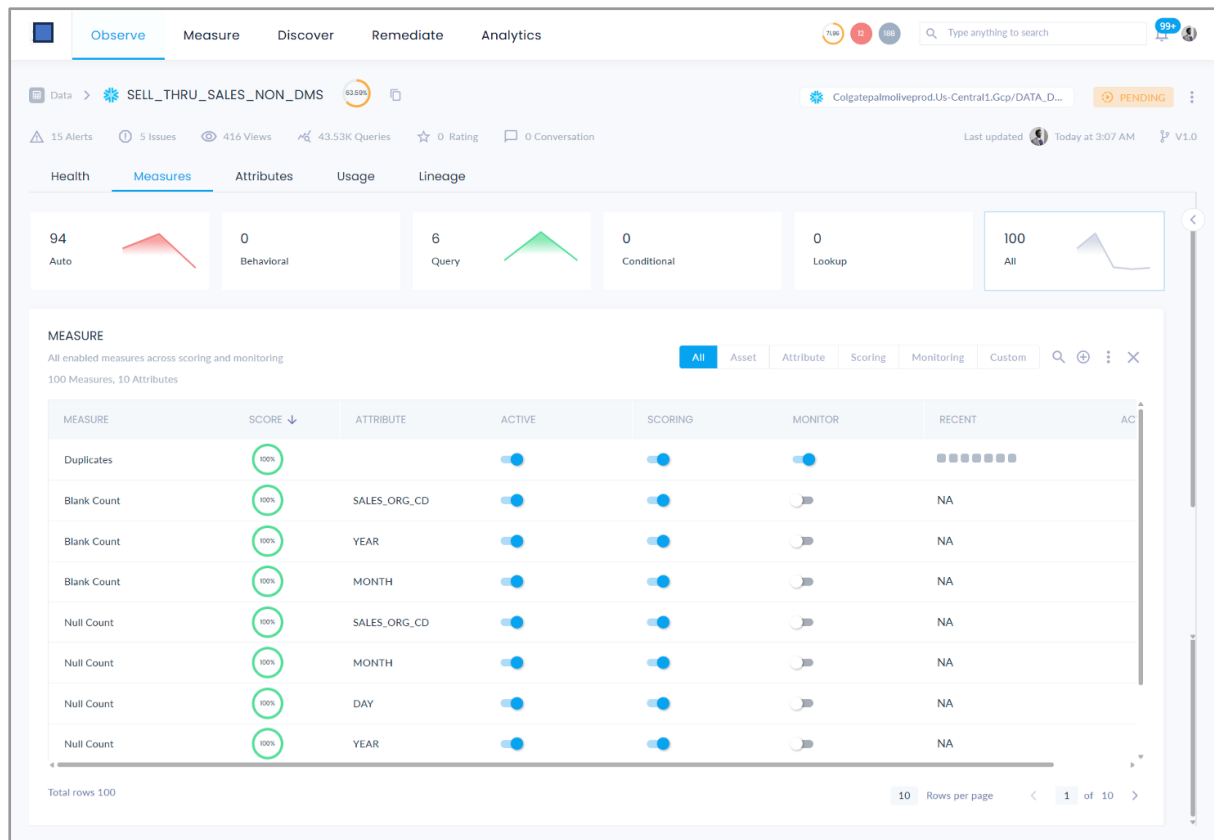 Observe Measure Discover Remediate Analytics 71.96 12 188 Type anything to search 99+
Data > SELL_THRU_SALES_NON_DMS 63.59% Colgatepalmoliveprod.Us-Central1.Gcp/DATA_D... PENDING
15 Alerts 5 Issues 416 Views 43.53K Queries 0 Rating 0 Conversation Last updated Today at 3:07 AM V1.0
Health Measures Attributes Usage Lineage
94 0 6 0 0 100
Auto Behavioral Query Conditional Lookup All
MEASURE
All enabled measures across scoring and monitoring
All Asset Attribute Scoring Monitoring Custom
100 Measures, 10 Attributes
MEASURE SCORE ATTRIBUTE ACTIVE SCORING MONITOR RECENT AC
Duplicates 100%
Blank Count 100% SALES_ORG_CD NA
Blank Count 100% YEAR NA
Blank Count 100% MONTH NA
Null Count 100% SALES_ORG_CD NA
Null Count 100% MONTH NA
Null Count 100% DAY NA
Null Count 100% YEAR NA
Total rows 100 10 Rows per page < 1 of 10 >